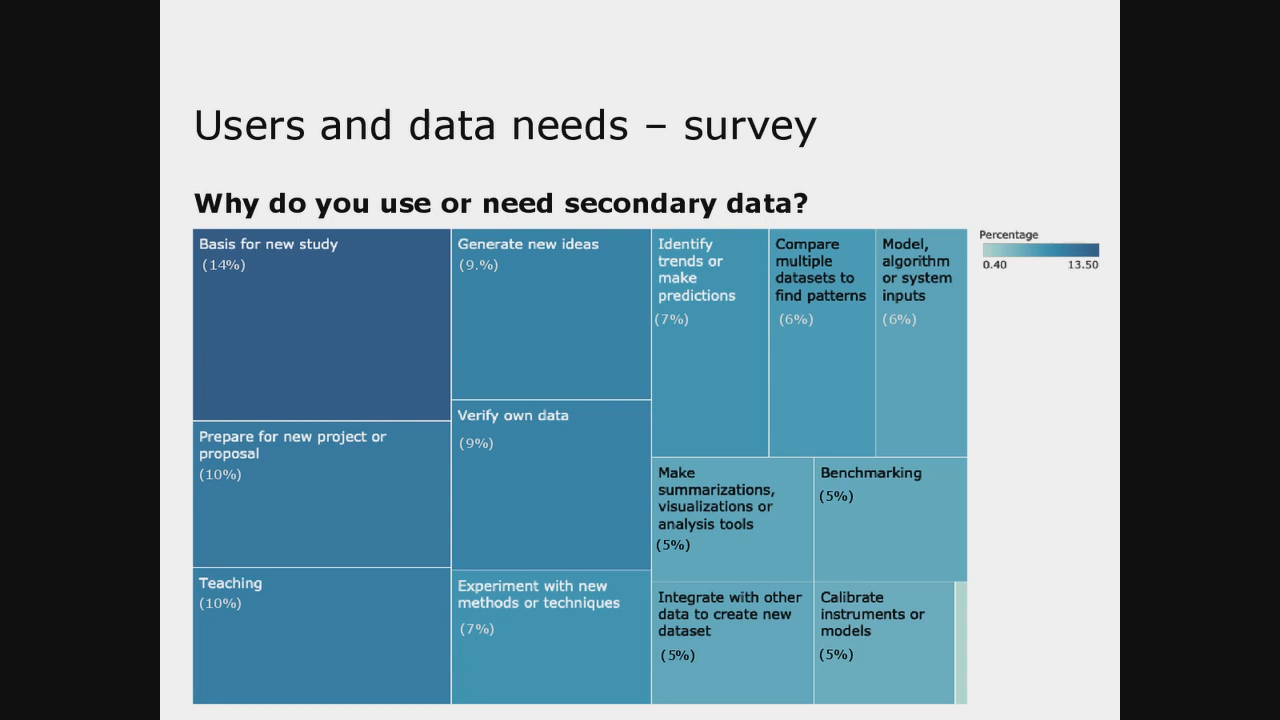 Users and data needs – survey
Why do you use or need secondary data?
Basis for new study
(14%)
Prepare for new project or
proposal
(10%)
Teaching
(10%)
Generate new ideas
(9.%)
Verify own data
(9%)
Experiment with new
methods or techniques
(7%)
Identify
trends or
make
predictions
(7%)
Compare
multiple
datasets to
find patterns
(6%)
Model,
algorithm
or system
inputs
(6%)
Make
summarizations,
visualizations or
analysis tools
(5%)
Benchmarking
(5%)
Integrate with other
data to create new
dataset
(5%)
Calibrate
instruments or
models
(5%)
Percentage
0.40 13.50